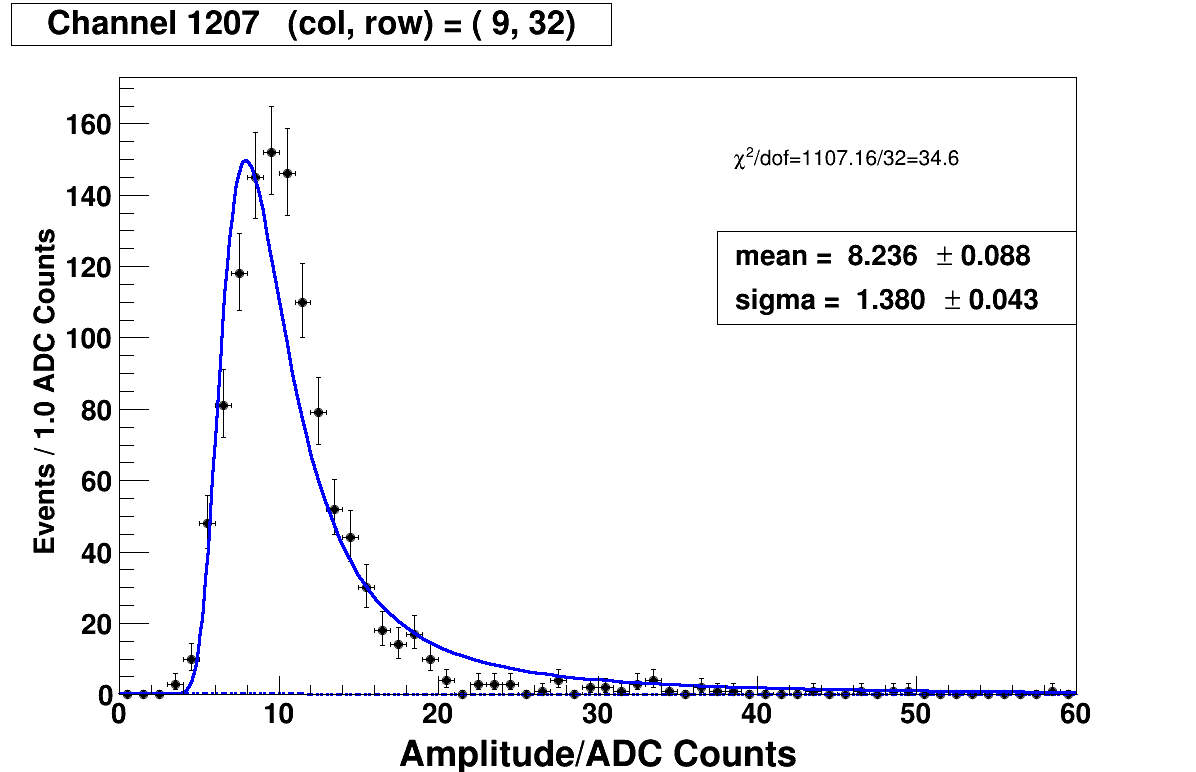 Channel 1207 (col, row) = ( 9, 32)
χ²/dof=1107.16/32=34.6
mean = 8.236 ± 0.088
sigma = 1.380 ± 0.043
Events / 1.0 ADC Counts
160
140
120
100
80
60
40
20
0
0 10 20 30 40 50 60
Amplitude/ADC Counts